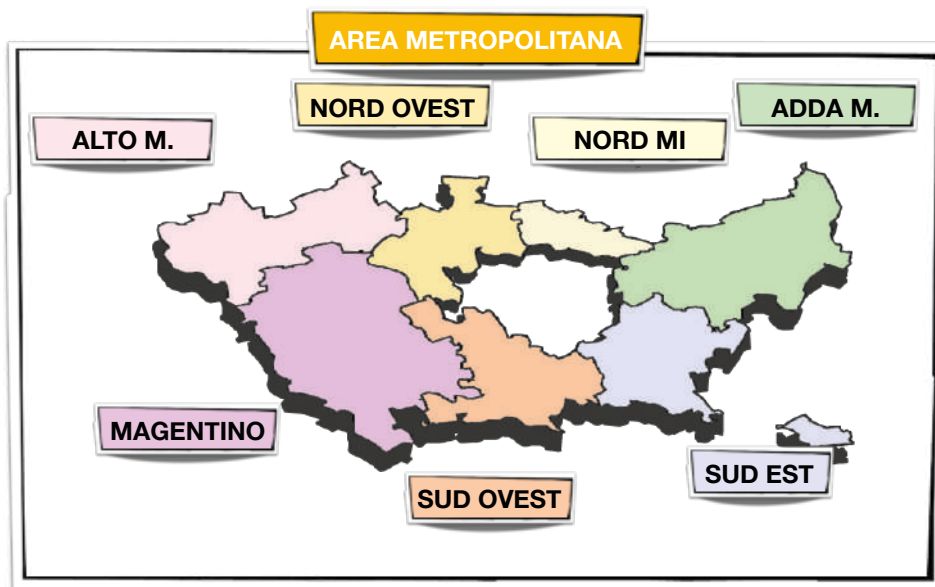 AREA METROPOLITANA
NORD OVEST
ADDA M.
ALTO M.
NORD MI
MAGENTINO
SUD EST
SUD OVEST